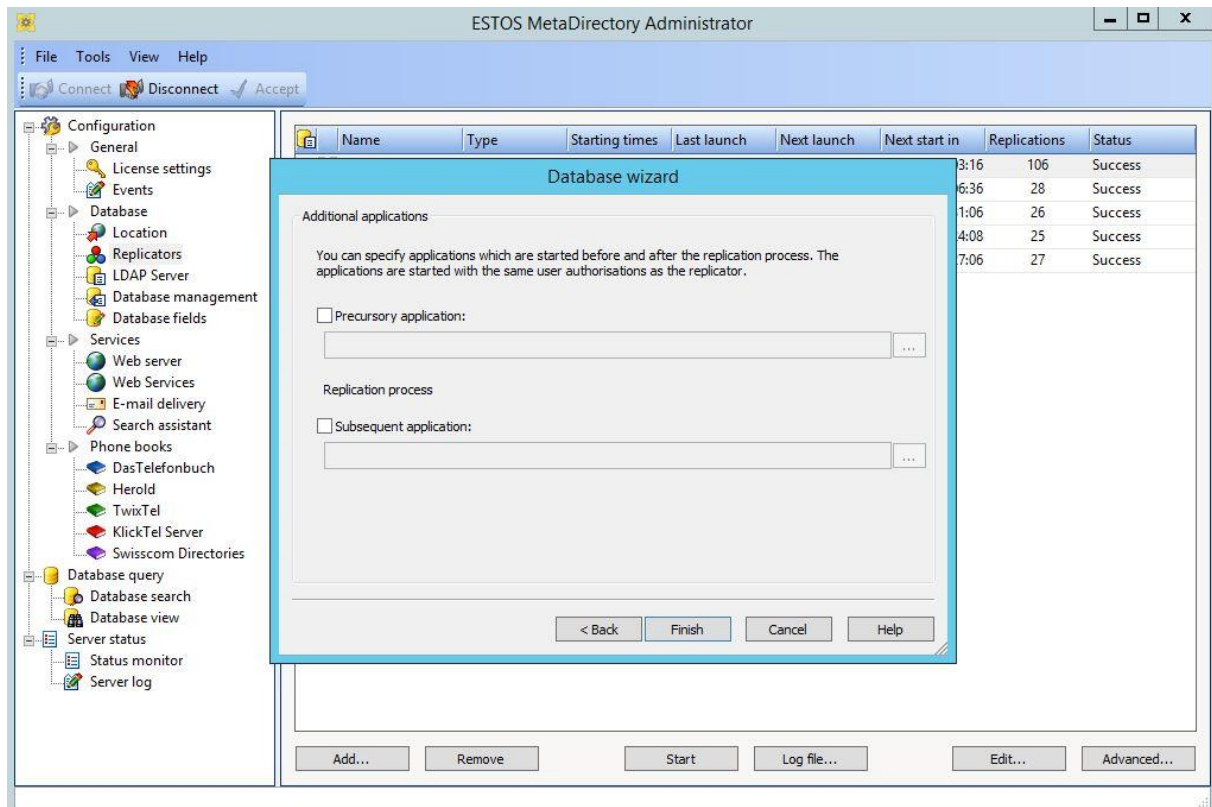 ESTOS MetaDirectory Administrator
File Tools View Help
Connect Disconnect Accept
Configuration
General
License settings
Events
Database
Location
Replicators
LDAP Server
Database management
Database fields
Services
Web server
Web Services
E-mail delivery
Search assistant
Phone books
DasTelefonbuch
Herold
TwixTel
KlickTel Server
Swisscom Directories
Database query
Database search
Database view
Server status
Status monitor
Server log
Name Type Starting times Last launch Next launch Next start in Replications Status
3:16 106 Success
6:36 28 Success
1:06 26 Success
4:08 25 Success
7:06 27 Success
Database wizard
Additional applications
You can specify applications which are started before and after the replication process. The
applications are started with the same user authorisations as the replicator.
Precursory application:
...
Replication process
Subsequent application:
...
< Back Finish Cancel Help
Add... Remove Start Log file... Edit... Advanced...